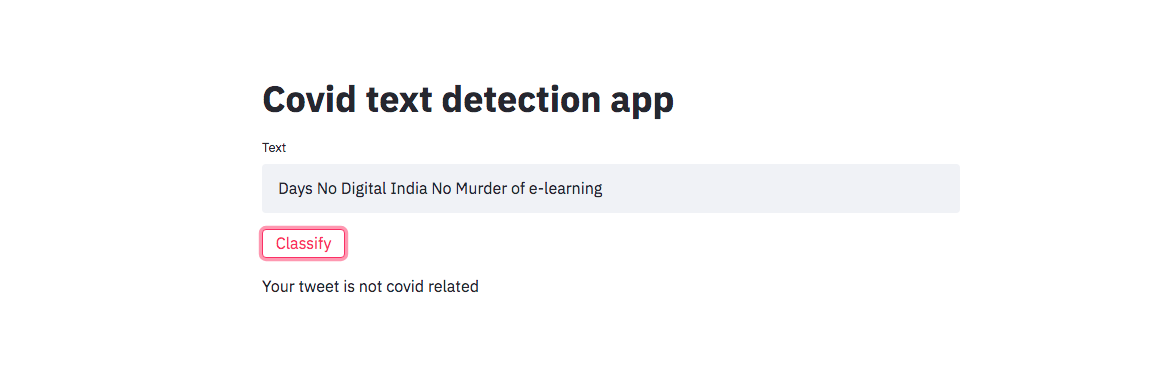 Covid text detection app
Text
Days No Digital India No Murder of e-learning
Classify
Your tweet is not covid related